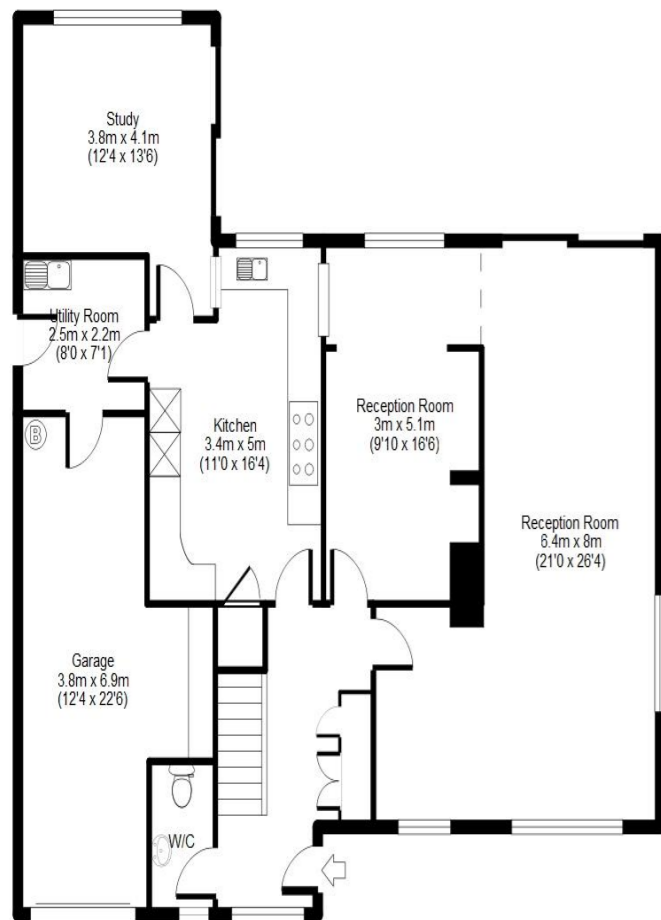 Study
3.8m x 4.1m
(12'4 x 13'6)
Utility Room
2.5m x 2.2m
(8'0 x 7'1)
Kitchen
3.4m x 5m
(11'0 x 16'4)
Reception Room
3m x 5.1m
(9'10 x 16'6)
Reception Room
6.4m x 8m
(21'0 x 26'4)
B
Garage
3.8m x 6.9m
(12'4 x 22'6)
W/C